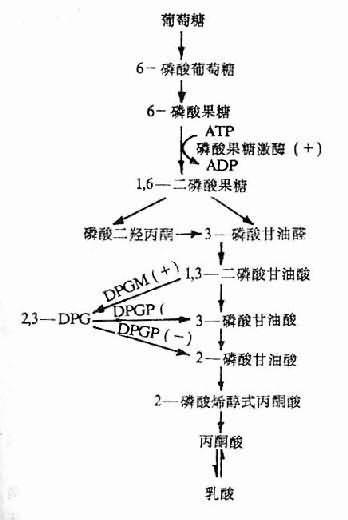 葡萄糖
6－磷酸葡萄糖
6－磷酸果糖
ATP
磷酸果糖激酶(+)
ADP
1,6—二磷酸果糖
磷酸二羟丙酮
3—磷酸甘油醛
1,3—二磷酸甘油酸
DPGM(+)
2,3—DPG
DPGP(
3—磷酸甘油酸
DPGP(−)
2—磷酸甘油酸
2—磷酸烯醇式丙酮酸
丙酮酸
乳酸